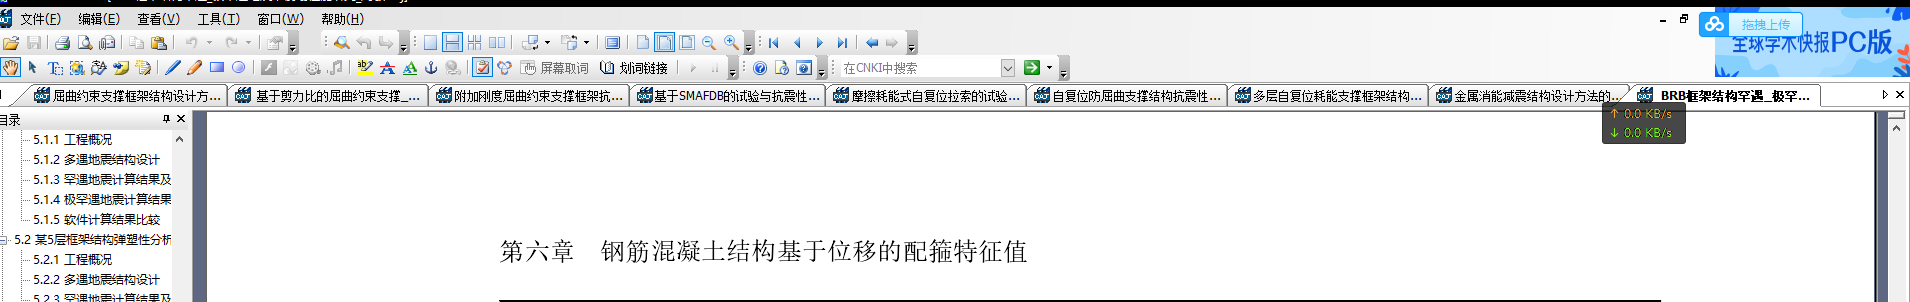 文件(F) 编辑(E) 查看(V) 工具(T) 窗口(W) 帮助(H)
拖拽上传
全球学术快报PC版
屏幕取词 划词链接 在CNKI中搜索
屈曲约束支撑框架结构设计方... 基于剪力比的屈曲约束支撑_... 附加刚度屈曲约束支撑框架抗... 基于SMAFDB的试验与抗震性... 摩擦耗能式自复位拉索的试验... 自复位防屈曲支撑结构抗震性... 多层自复位耗能支撑框架结构... 金属消能减震结构设计方法的... BRB框架结构罕遇_极罕...
↑ 0.0 KB/s
↓ 0.0 KB/s
目录
5.1.1 工程概况
5.1.2 多遇地震结构设计
5.1.3 罕遇地震计算结果及
5.1.4 极罕遇地震计算结果
5.1.5 软件计算结果比较
5.2 某5层框架结构弹塑性分析
5.2.1 工程概况
5.2.2 多遇地震结构设计
5.2.3 罕遇地震计算结果及
第六章 钢筋混凝土结构基于位移的配箍特征值